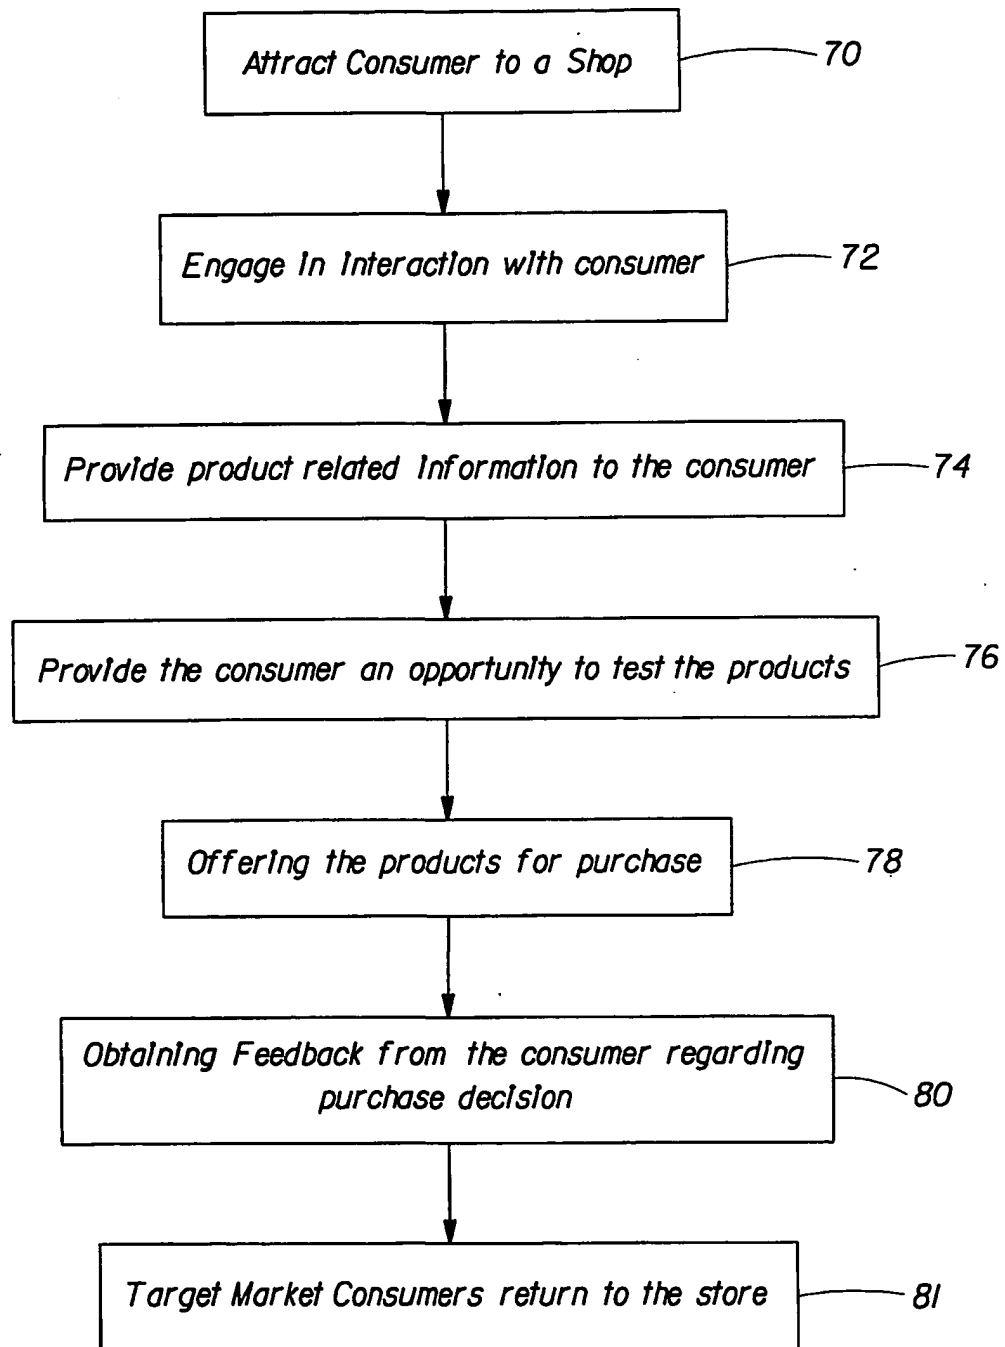 Attract Consumer to a Shop
70
Engage in interaction with consumer
72
Provide product related information to the consumer
74
Provide the consumer an opportunity to test the products
76
Offering the products for purchase
78
Obtaining Feedback from the consumer regarding
purchase decision
80
Target Market Consumers return to the store
81